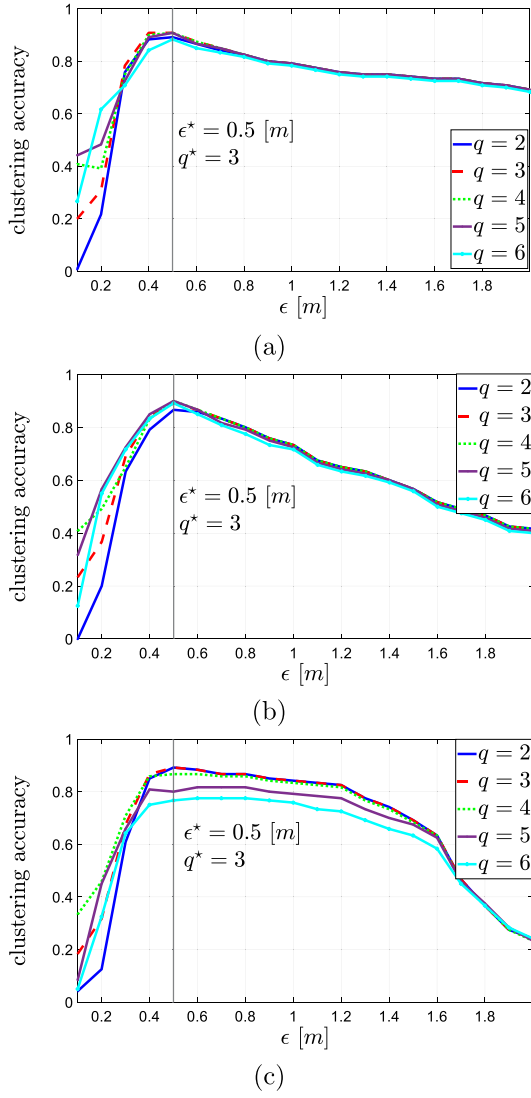 1
0.8
0.6
0.4
0.2
0
clustering accuracy
ϵ⋆ = 0.5 [m]
q⋆ = 3
q = 2
q = 3
q = 4
q = 5
q = 6
0.2 0.4 0.6 0.8 1 1.2 1.4 1.6 1.8
ϵ [m]
(a)
1
0.8
0.6
0.4
0.2
0
clustering accuracy
ϵ⋆ = 0.5 [m]
q⋆ = 3
q = 2
q = 3
q = 4
q = 5
q = 6
0.2 0.4 0.6 0.8 1 1.2 1.4 1.6 1.8
ϵ [m]
(b)
1
0.8
0.6
0.4
0.2
0
clustering accuracy
ϵ⋆ = 0.5 [m]
q⋆ = 3
q = 2
q = 3
q = 4
q = 5
q = 6
0.2 0.4 0.6 0.8 1 1.2 1.4 1.6 1.8
ϵ [m]
(c)